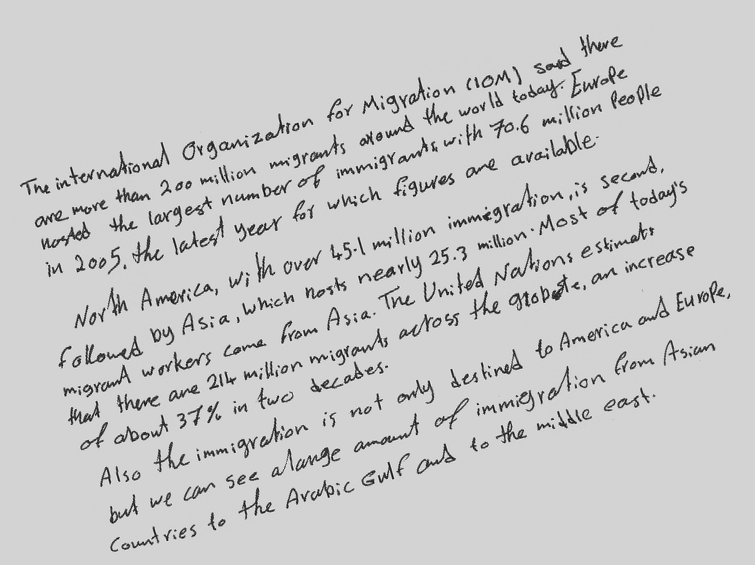 The international Organization for Migration (IOM) said there
are more than 200 million migrants around the world today. Europe
hosted the largest number of immigrants, with 70.6 million People
in 2005, the latest year for which figures are available.
North America, with over 45.1 million immigration, is second,
followed by Asia, which hosts nearly 25.3 million. Most of today's
migrant workers come from Asia. The United Nations estimats
that there are 214 million migrants across the globe, an increase
of about 37% in two decades.
Also the immigration is not only destined to America and Europe,
but we can see a large amount of immigration from Asian
Countries to the Arabic Gulf and to the middle east.